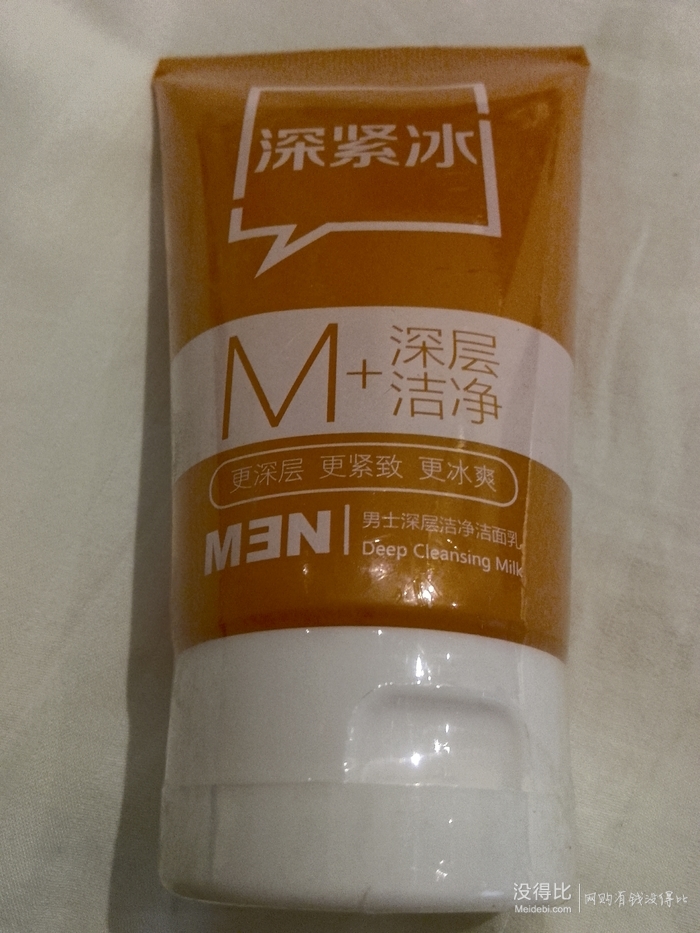 深紧冰
M+ 深层
洁净
更深层 更紧致 更冰爽
MƎN 男士深层洁净洁面乳
Deep Cleansing Milk
没得比 网购有钱没得比
Meidebi.com